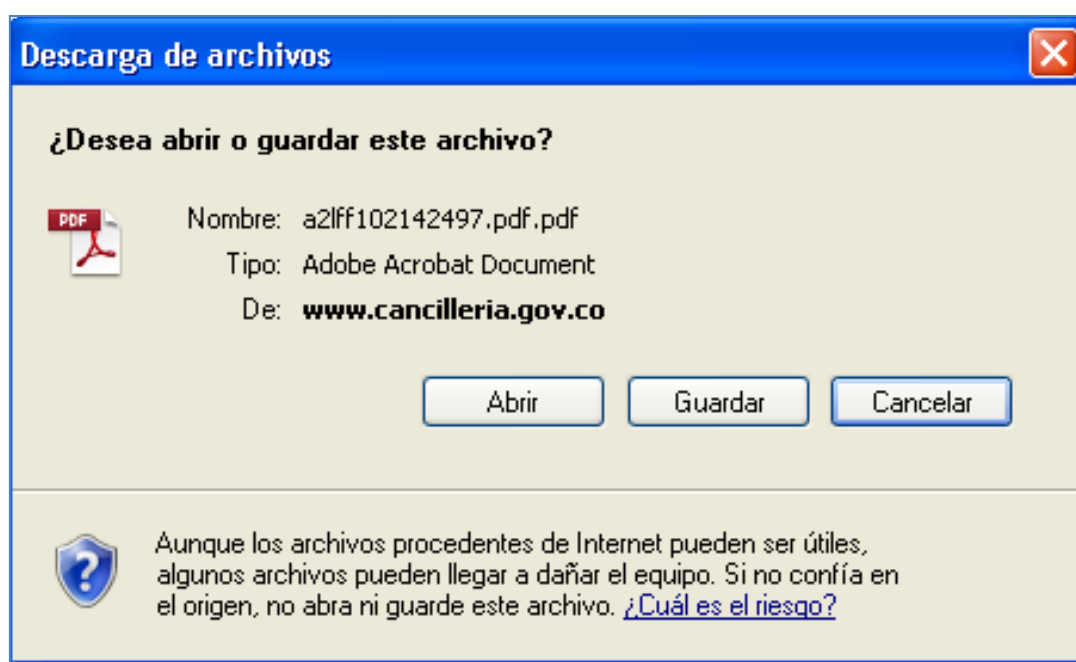 Descarga de archivos
¿Desea abrir o guardar este archivo?
PDF
Nombre: a2lff102142497.pdf.pdf
Tipo: Adobe Acrobat Document
De: www.cancilleria.gov.co
Abrir Guardar Cancelar
Aunque los archivos procedentes de Internet pueden ser útiles,
algunos archivos pueden llegar a dañar el equipo. Si no confía en
el origen, no abra ni guarde este archivo. ¿Cuál es el riesgo?